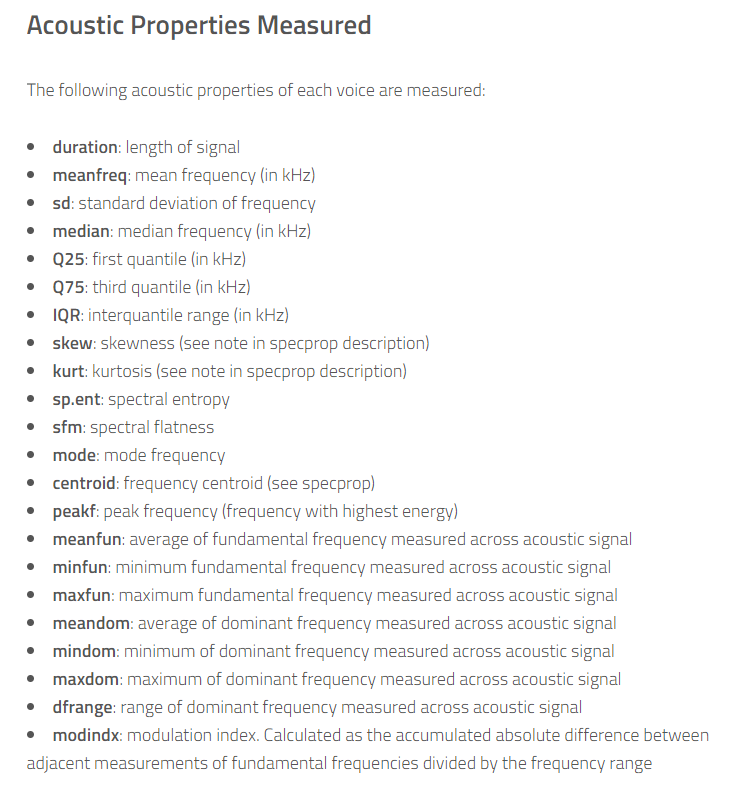 Acoustic Properties Measured
The following acoustic properties of each voice are measured:
• duration: length of signal
• meanfreq: mean frequency (in kHz)
• sd: standard deviation of frequency
• median: median frequency (in kHz)
• Q25: first quantile (in kHz)
• Q75: third quantile (in kHz)
• IQR: interquantile range (in kHz)
• skew: skewness (see note in specprop description)
• kurt: kurtosis (see note in specprop description)
• sp.ent: spectral entropy
• sfm: spectral flatness
• mode: mode frequency
• centroid: frequency centroid (see specprop)
• peakf: peak frequency (frequency with highest energy)
• meanfun: average of fundamental frequency measured across acoustic signal
• minfun: minimum fundamental frequency measured across acoustic signal
• maxfun: maximum fundamental frequency measured across acoustic signal
• meandom: average of dominant frequency measured across acoustic signal
• mindom: minimum of dominant frequency measured across acoustic signal
• maxdom: maximum of dominant frequency measured across acoustic signal
• dfrange: range of dominant frequency measured across acoustic signal
• modindx: modulation index. Calculated as the accumulated absolute difference between
adjacent measurements of fundamental frequencies divided by the frequency range